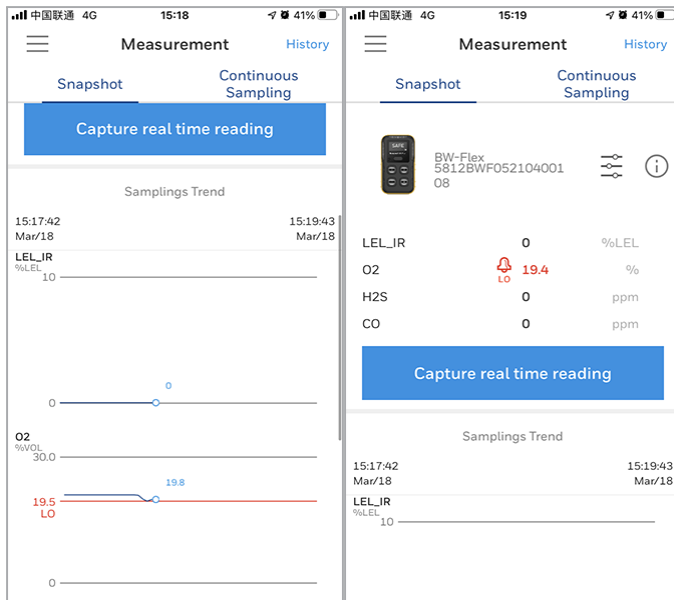 中国联通 4G 15:18 41%
Measurement
History
Snapshot
Continuous
Sampling
Capture real time reading
Samplings Trend
15:17:42
Mar/18
15:19:43
Mar/18
LEL_IR
%LEL
10
0
0
O2
%VOL
30.0
19.8
19.5
LO
0
中国联通 4G 15:19 41%
Measurement
History
Snapshot
Continuous
Sampling
SAFE
BW-Flex
5812BWF052104001
08
LEL_IR 0 %LEL
O2 LO 19.4 %
H2S 0 ppm
CO 0 ppm
Capture real time reading
Samplings Trend
15:17:42
Mar/18
15:19:43
Mar/18
LEL_IR
%LEL
10